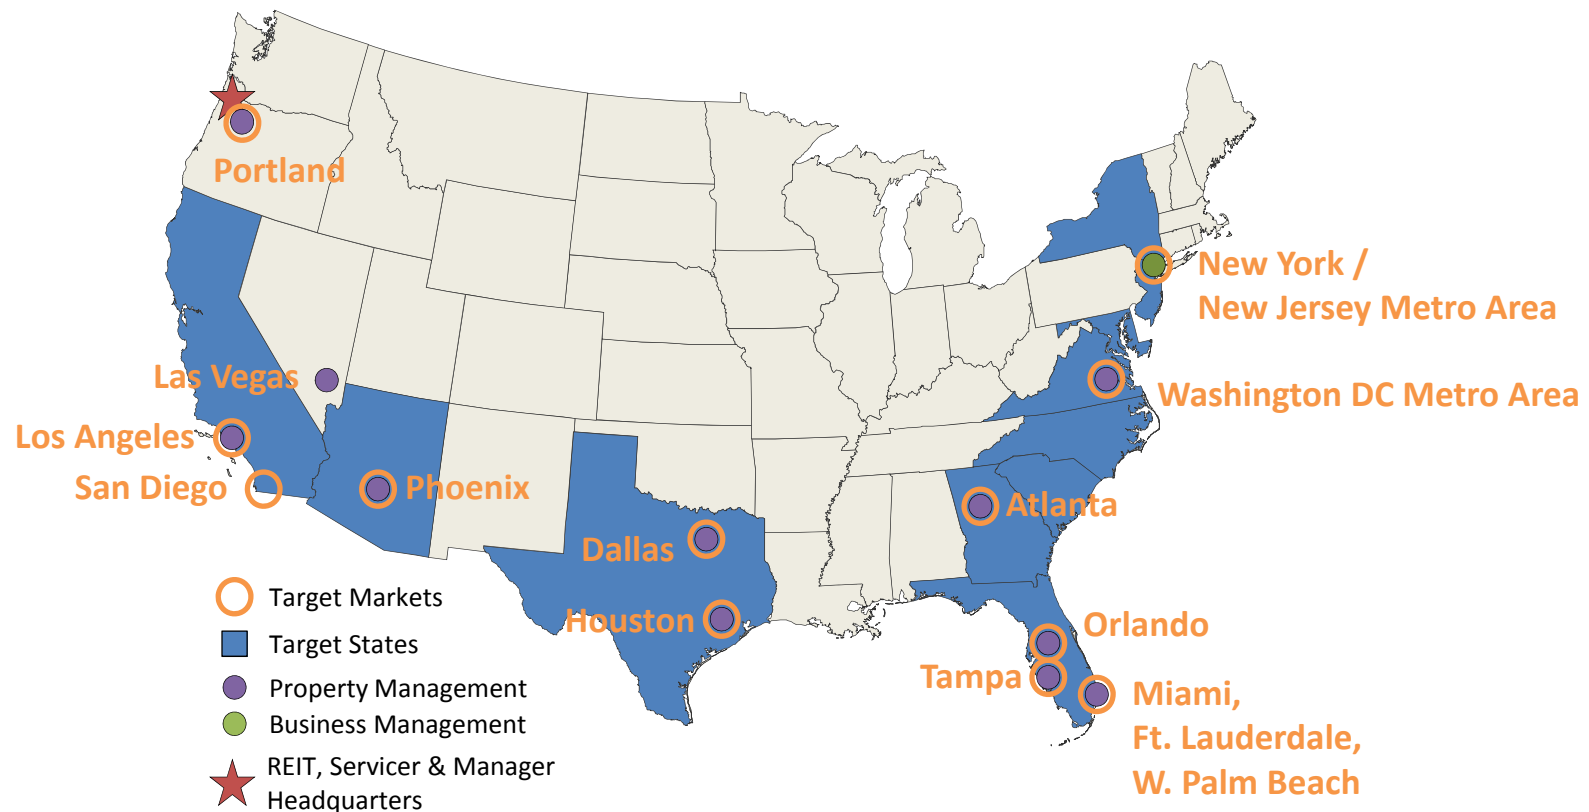 Portland
New York /
New Jersey Metro Area
Las Vegas
Washington DC Metro Area
Los Angeles
San Diego
Phoenix
Atlanta
Dallas
Houston
Orlando
Tampa
Miami,
Ft. Lauderdale,
W. Palm Beach
Target Markets
Target States
Property Management
Business Management
REIT, Servicer & Manager
Headquarters